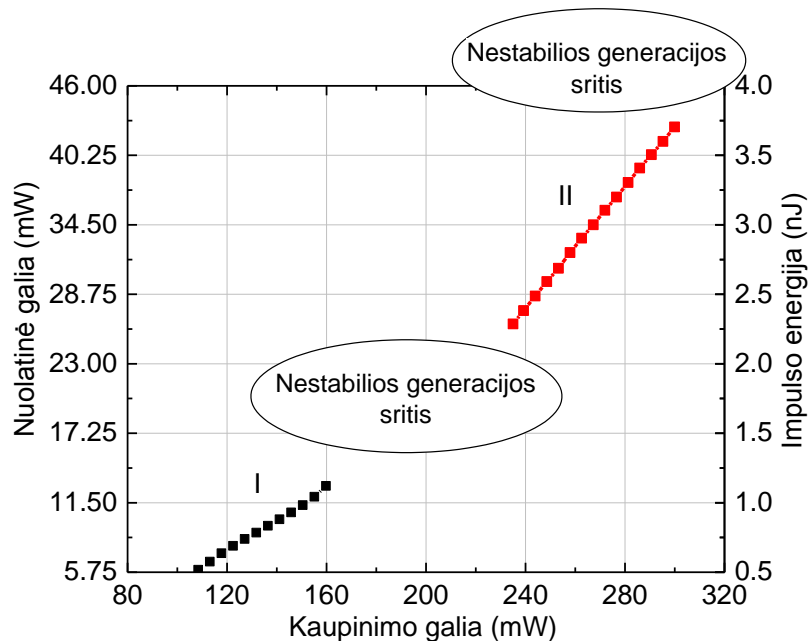 Nestabilios generacijos
sritis
46.00
4.0
40.25
3.5
II
34.50
3.0
28.75
2.5
23.00
2.0
Nestabilios generacijos
sritis
17.25
1.5
I
11.50
1.0
5.75
0.5
80 120 160 200 240 280 320
Kaupinimo galia (mW)
Nuolatinė galia (mW)
Impulso energija (nJ)